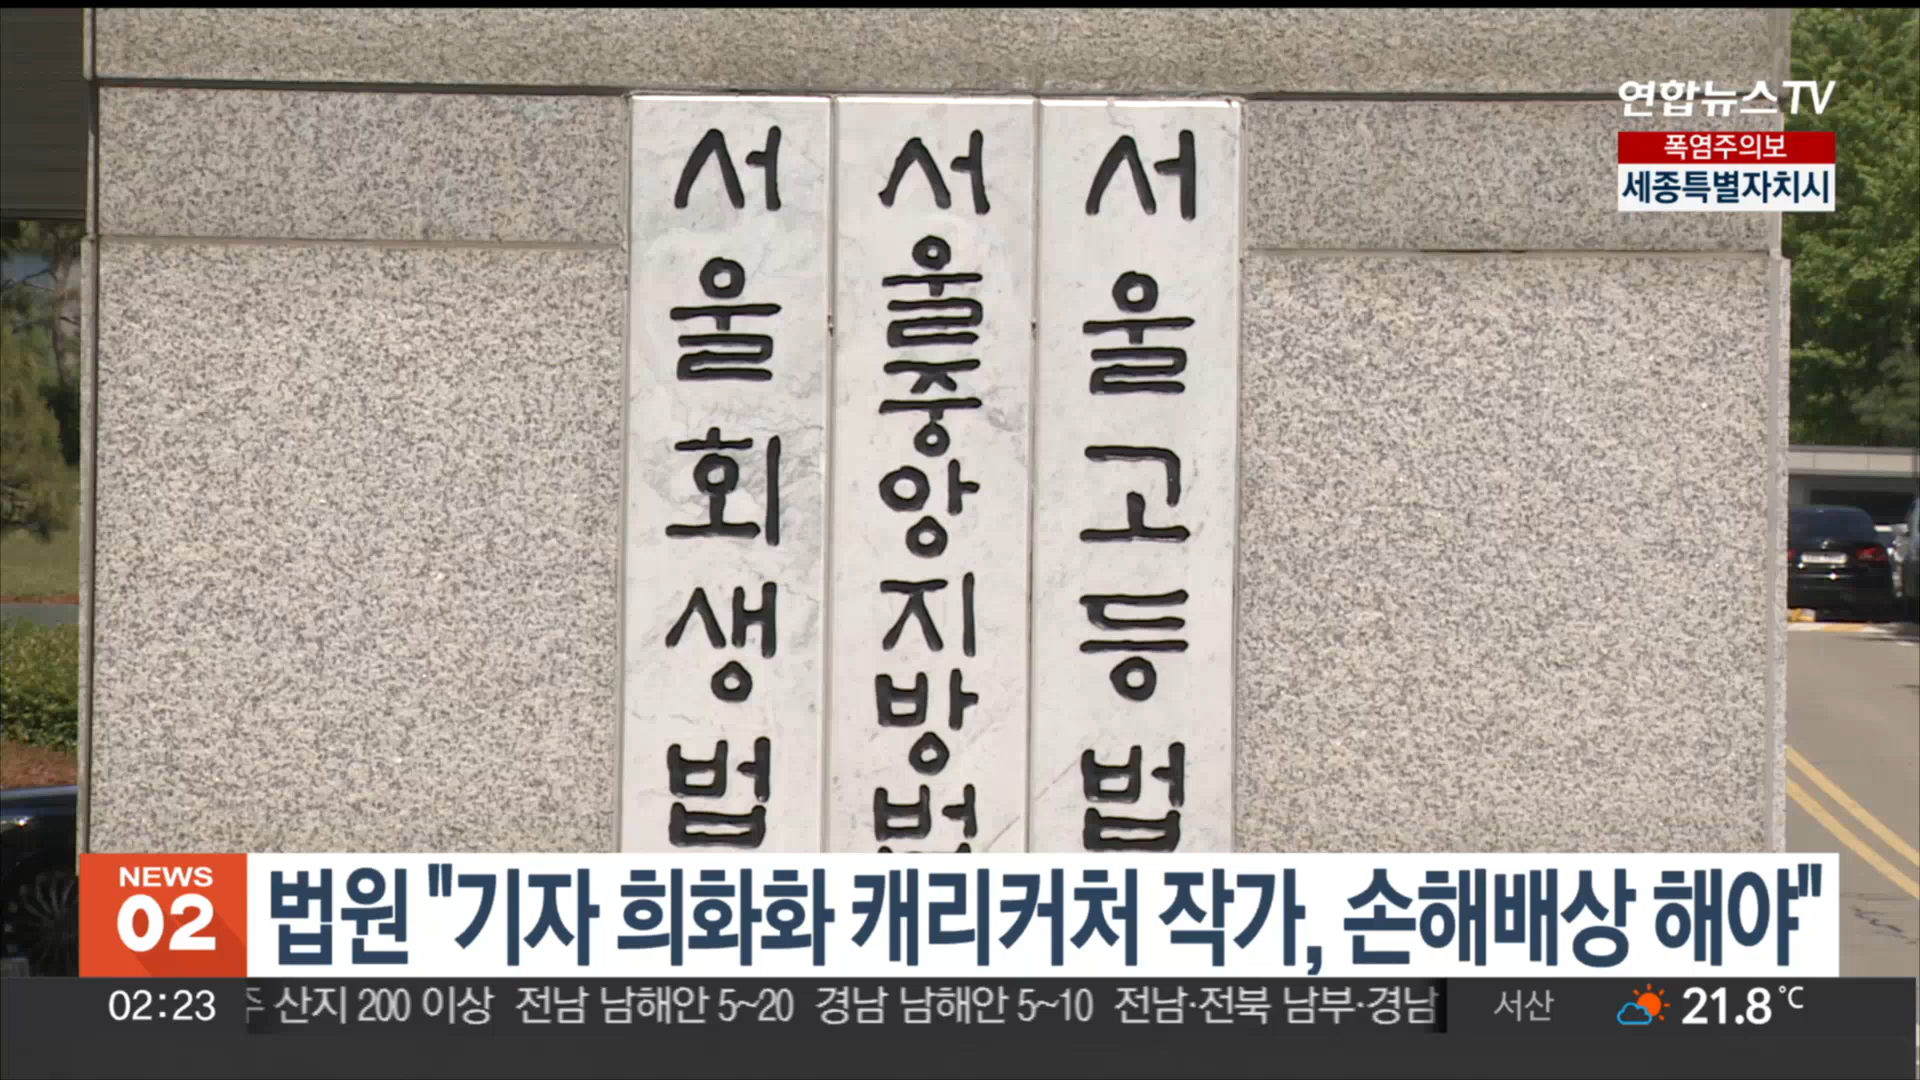 연합뉴스TV
폭염주의보
세종특별자치시
서울회생법
서울중앙지방법
서울고등법
NEWS
02
법원 "기자 희화화 캐리커처 작가, 손해배상 해야"
02:23
산지 200 이상 전남 남해안 5~20 경남 남해안 5~10 전남·전북 남부·경남
서산
21.8℃